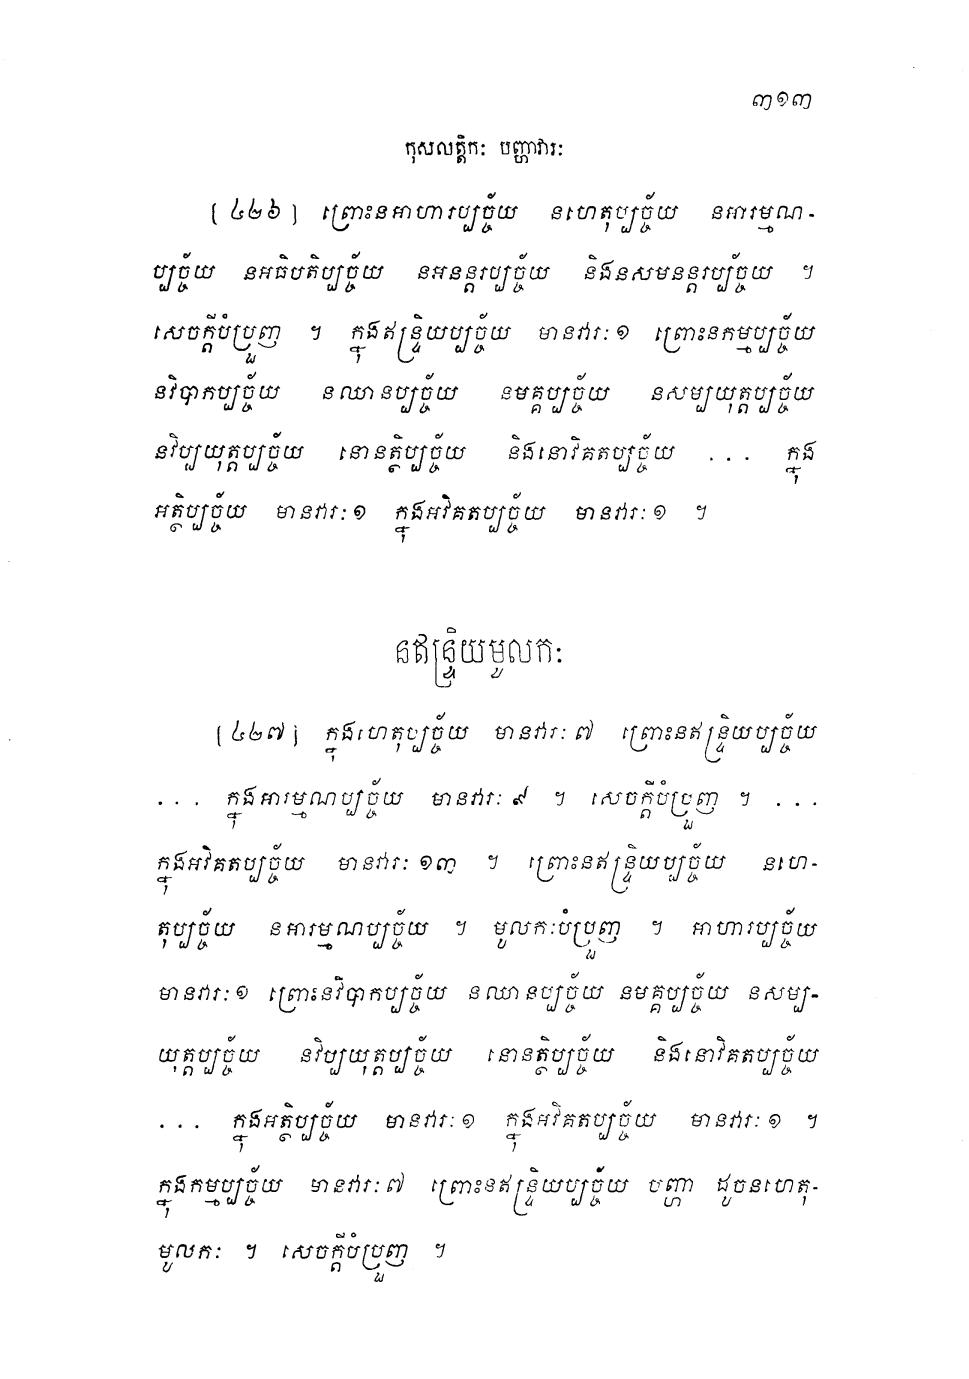 ៣១៣
កុសលត្តិកៈ បញ្ហាវារៈ
[៤២៦] ព្រោះនអាហារប្បច្ច័យ នហេតុប្បច្ច័យ នអារម្មណ-
ប្បច្ច័យ នអធិបតិប្បច្ច័យ នអនន្តរប្បច្ច័យ និងនសមនន្តរប្បច្ច័យ ។
សេចក្តីបំប្រួញ ។ ក្នុងឥន្ទ្រិយប្បច្ច័យ មានវារៈ ១ ព្រោះនកម្មប្បច្ច័យ
នវិបាកប្បច្ច័យ នឈានប្បច្ច័យ នមគ្គប្បច្ច័យ នសម្បយុត្តប្បច្ច័យ
នវិប្បយុត្តប្បច្ច័យ នោនត្ថិប្បច្ច័យ និងនោវិគតប្បច្ច័យ ... ក្នុង
អត្ថិប្បច្ច័យ មានវារៈ ១ ក្នុងអវិគតប្បច្ច័យ មានវារៈ ១ ។
នឥន្ទ្រិយមូលកៈ
[៤២៧] ក្នុងហេតុប្បច្ច័យ មានវារៈ ៧ ព្រោះនឥន្ទ្រិយប្បច្ច័យ
... ក្នុងអារម្មណប្បច្ច័យ មានវារៈ ៩ ។ សេចក្តីបំប្រួញ ។ ...
ក្នុងអវិគតប្បច្ច័យ មានវារៈ ១៣ ។ ព្រោះនឥន្ទ្រិយប្បច្ច័យ នហេ-
តុប្បច្ច័យ នអារម្មណប្បច្ច័យ ។ មូលកៈបំប្រួញ ។ អាហារប្បច្ច័យ
មានវារៈ ១ ព្រោះនវិបាកប្បច្ច័យ នឈានប្បច្ច័យ នមគ្គប្បច្ច័យ នសម្ប-
យុត្តប្បច្ច័យ នវិប្បយុត្តប្បច្ច័យ នោនត្ថិប្បច្ច័យ និងនោវិគតប្បច្ច័យ
... ក្នុងអត្ថិប្បច្ច័យ មានវារៈ ១ ក្នុងអវិគតប្បច្ច័យ មានវារៈ ១ ។
ក្នុងកម្មប្បច្ច័យ មានវារៈ ៧ ព្រោះនឥន្ទ្រិយប្បច្ច័យ បញ្ហា ដូចនហេតុ-
មូលកៈ ។ សេចក្តីបំប្រួញ ។